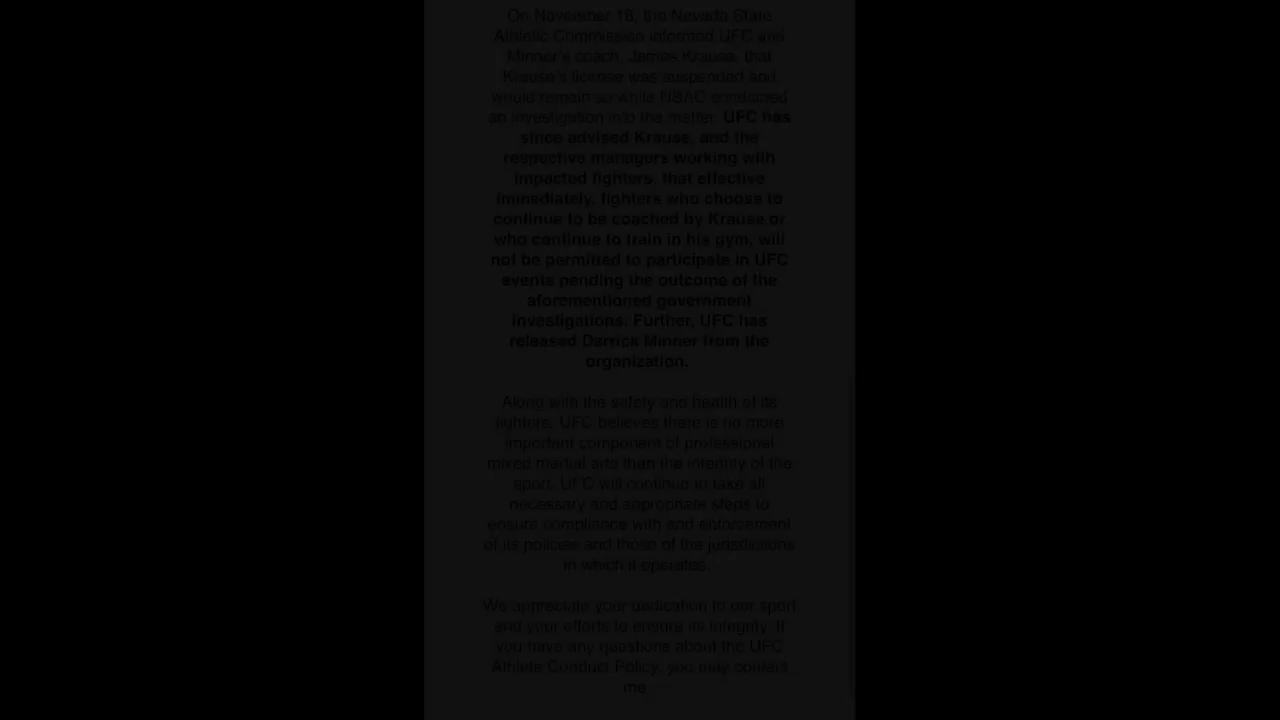 On November 18, the Nevada State
Athletic Commission informed UFC and
Minner's coach, James Krause, that
Krause's license was suspended and
would remain so while NSAC conducted
an investigation into the matter. UFC has
since advised Krause, and the
respective managers working with
impacted fighters, that effective
immediately, fighters who choose to
continue to be coached by Krause or
who continue to train in his gym, will
not be permitted to participate in UFC
events pending the outcome of the
aforementioned government
investigations. Further, UFC has
released Darrick Minner from the
organization.
Along with the safety and health of its
fighters, UFC believes there is no more
important component of professional
mixed martial arts than the integrity of the
sport. UFC will continue to take all
necessary and appropriate steps to
ensure compliance with and enforcement
of its policies and those of the jurisdictions
in which it operates.
We appreciate your dedication to our sport
and your efforts to ensure its integrity. If
you have any questions about the UFC
Athlete Conduct Policy, you may contact
me